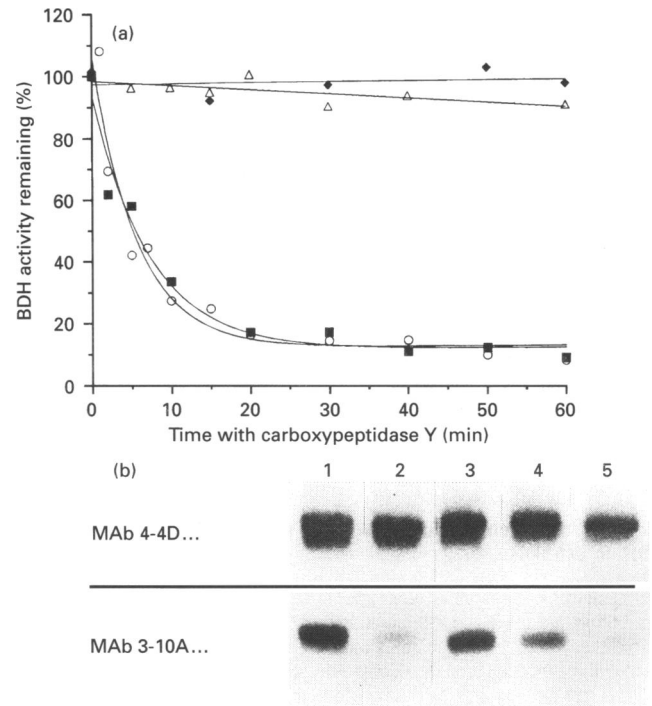 (a)
BDH activity remaining (%)
120
100
80
60
40
20
0
0 10 20 30 40 50 60
Time with carboxypeptidase Y (min)
(b) 1 2 3 4 5
MAb 4-4D...
MAb 3-10A...